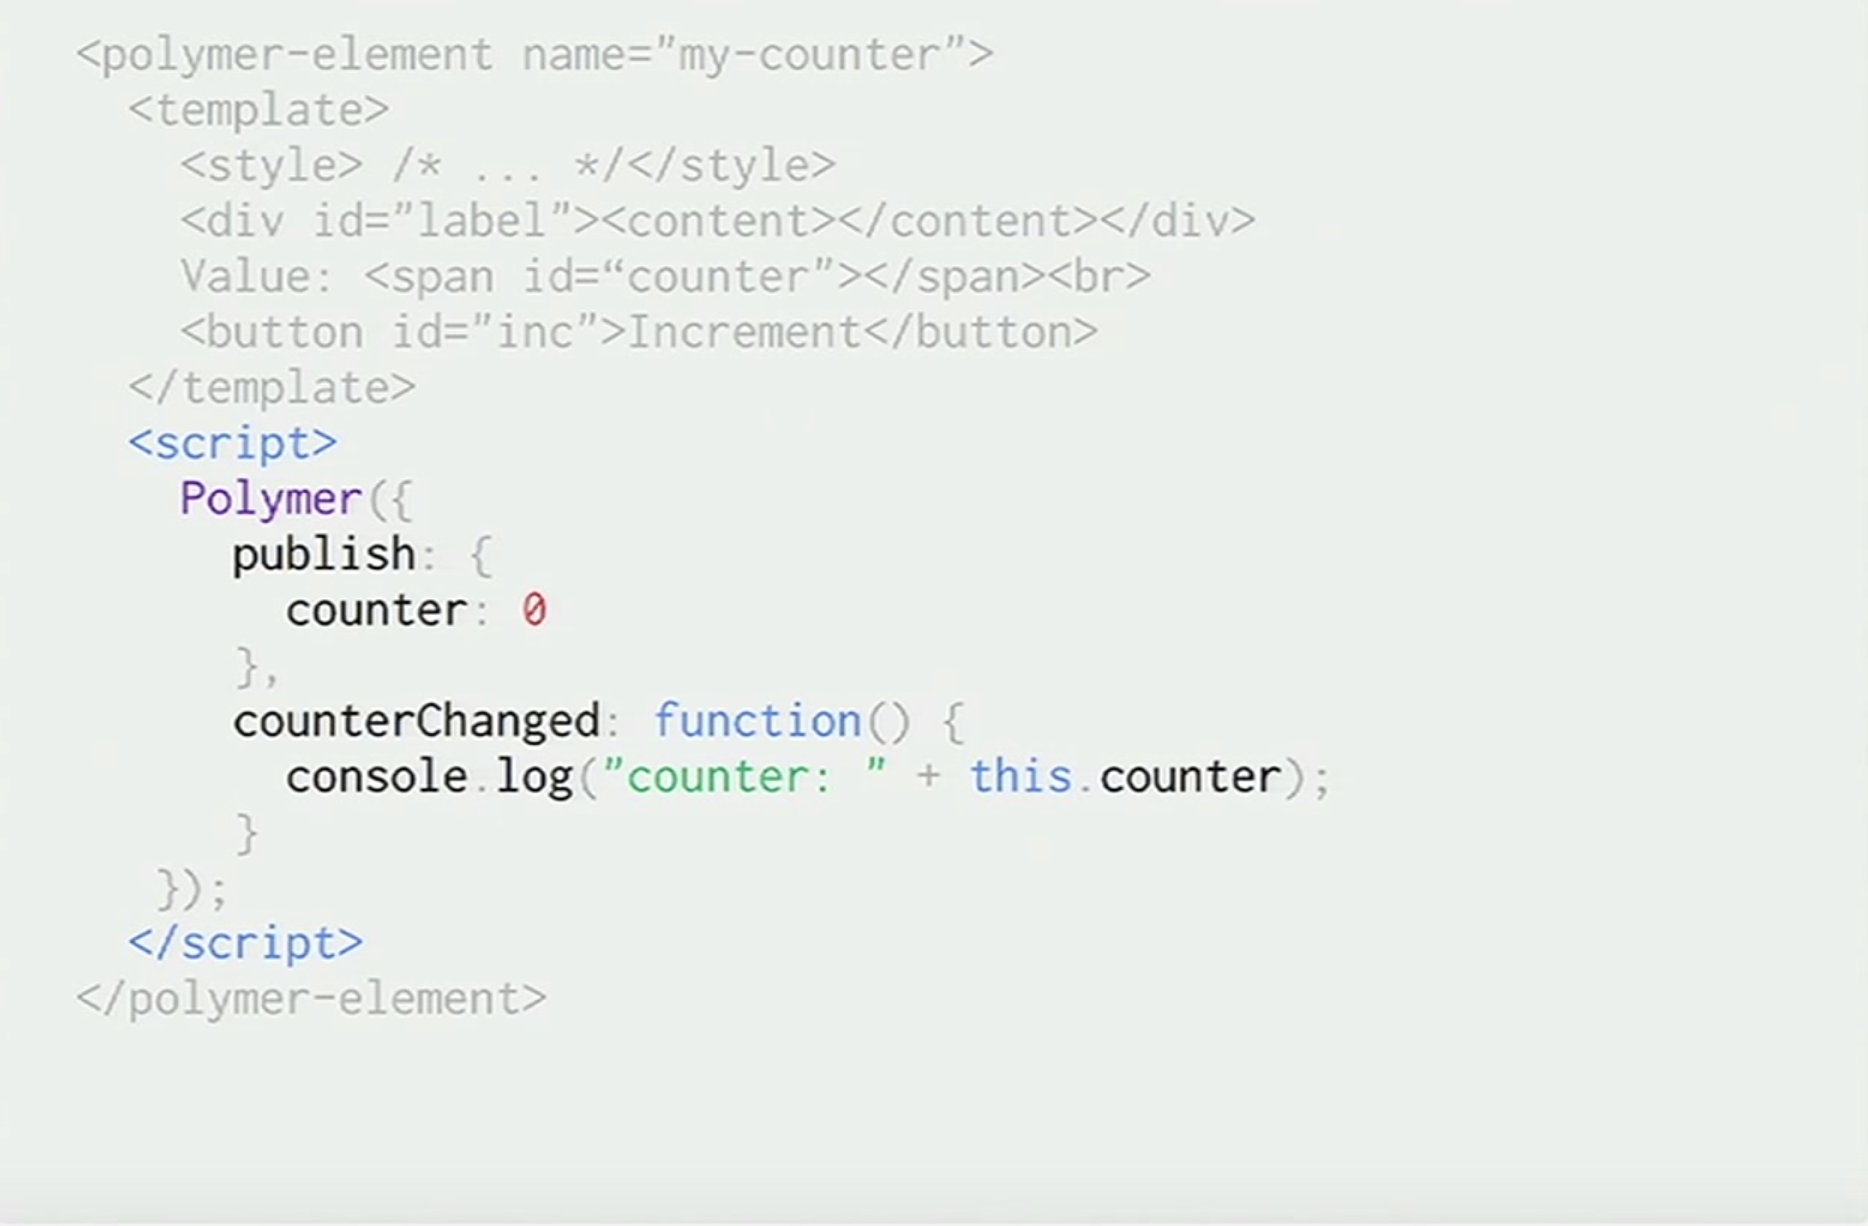 <polymer-element name="my-counter">
<template>
<style> /* ... */</style>
<div id="label"><content></content></div>
Value: <span id=“counter"></span><br>
<button id="inc">Increment</button>
</template>
<script>
Polymer({
publish: {
counter: 0
},
counterChanged: function() {
console.log("counter: " + this.counter);
}
});
</script>
</polymer-element>